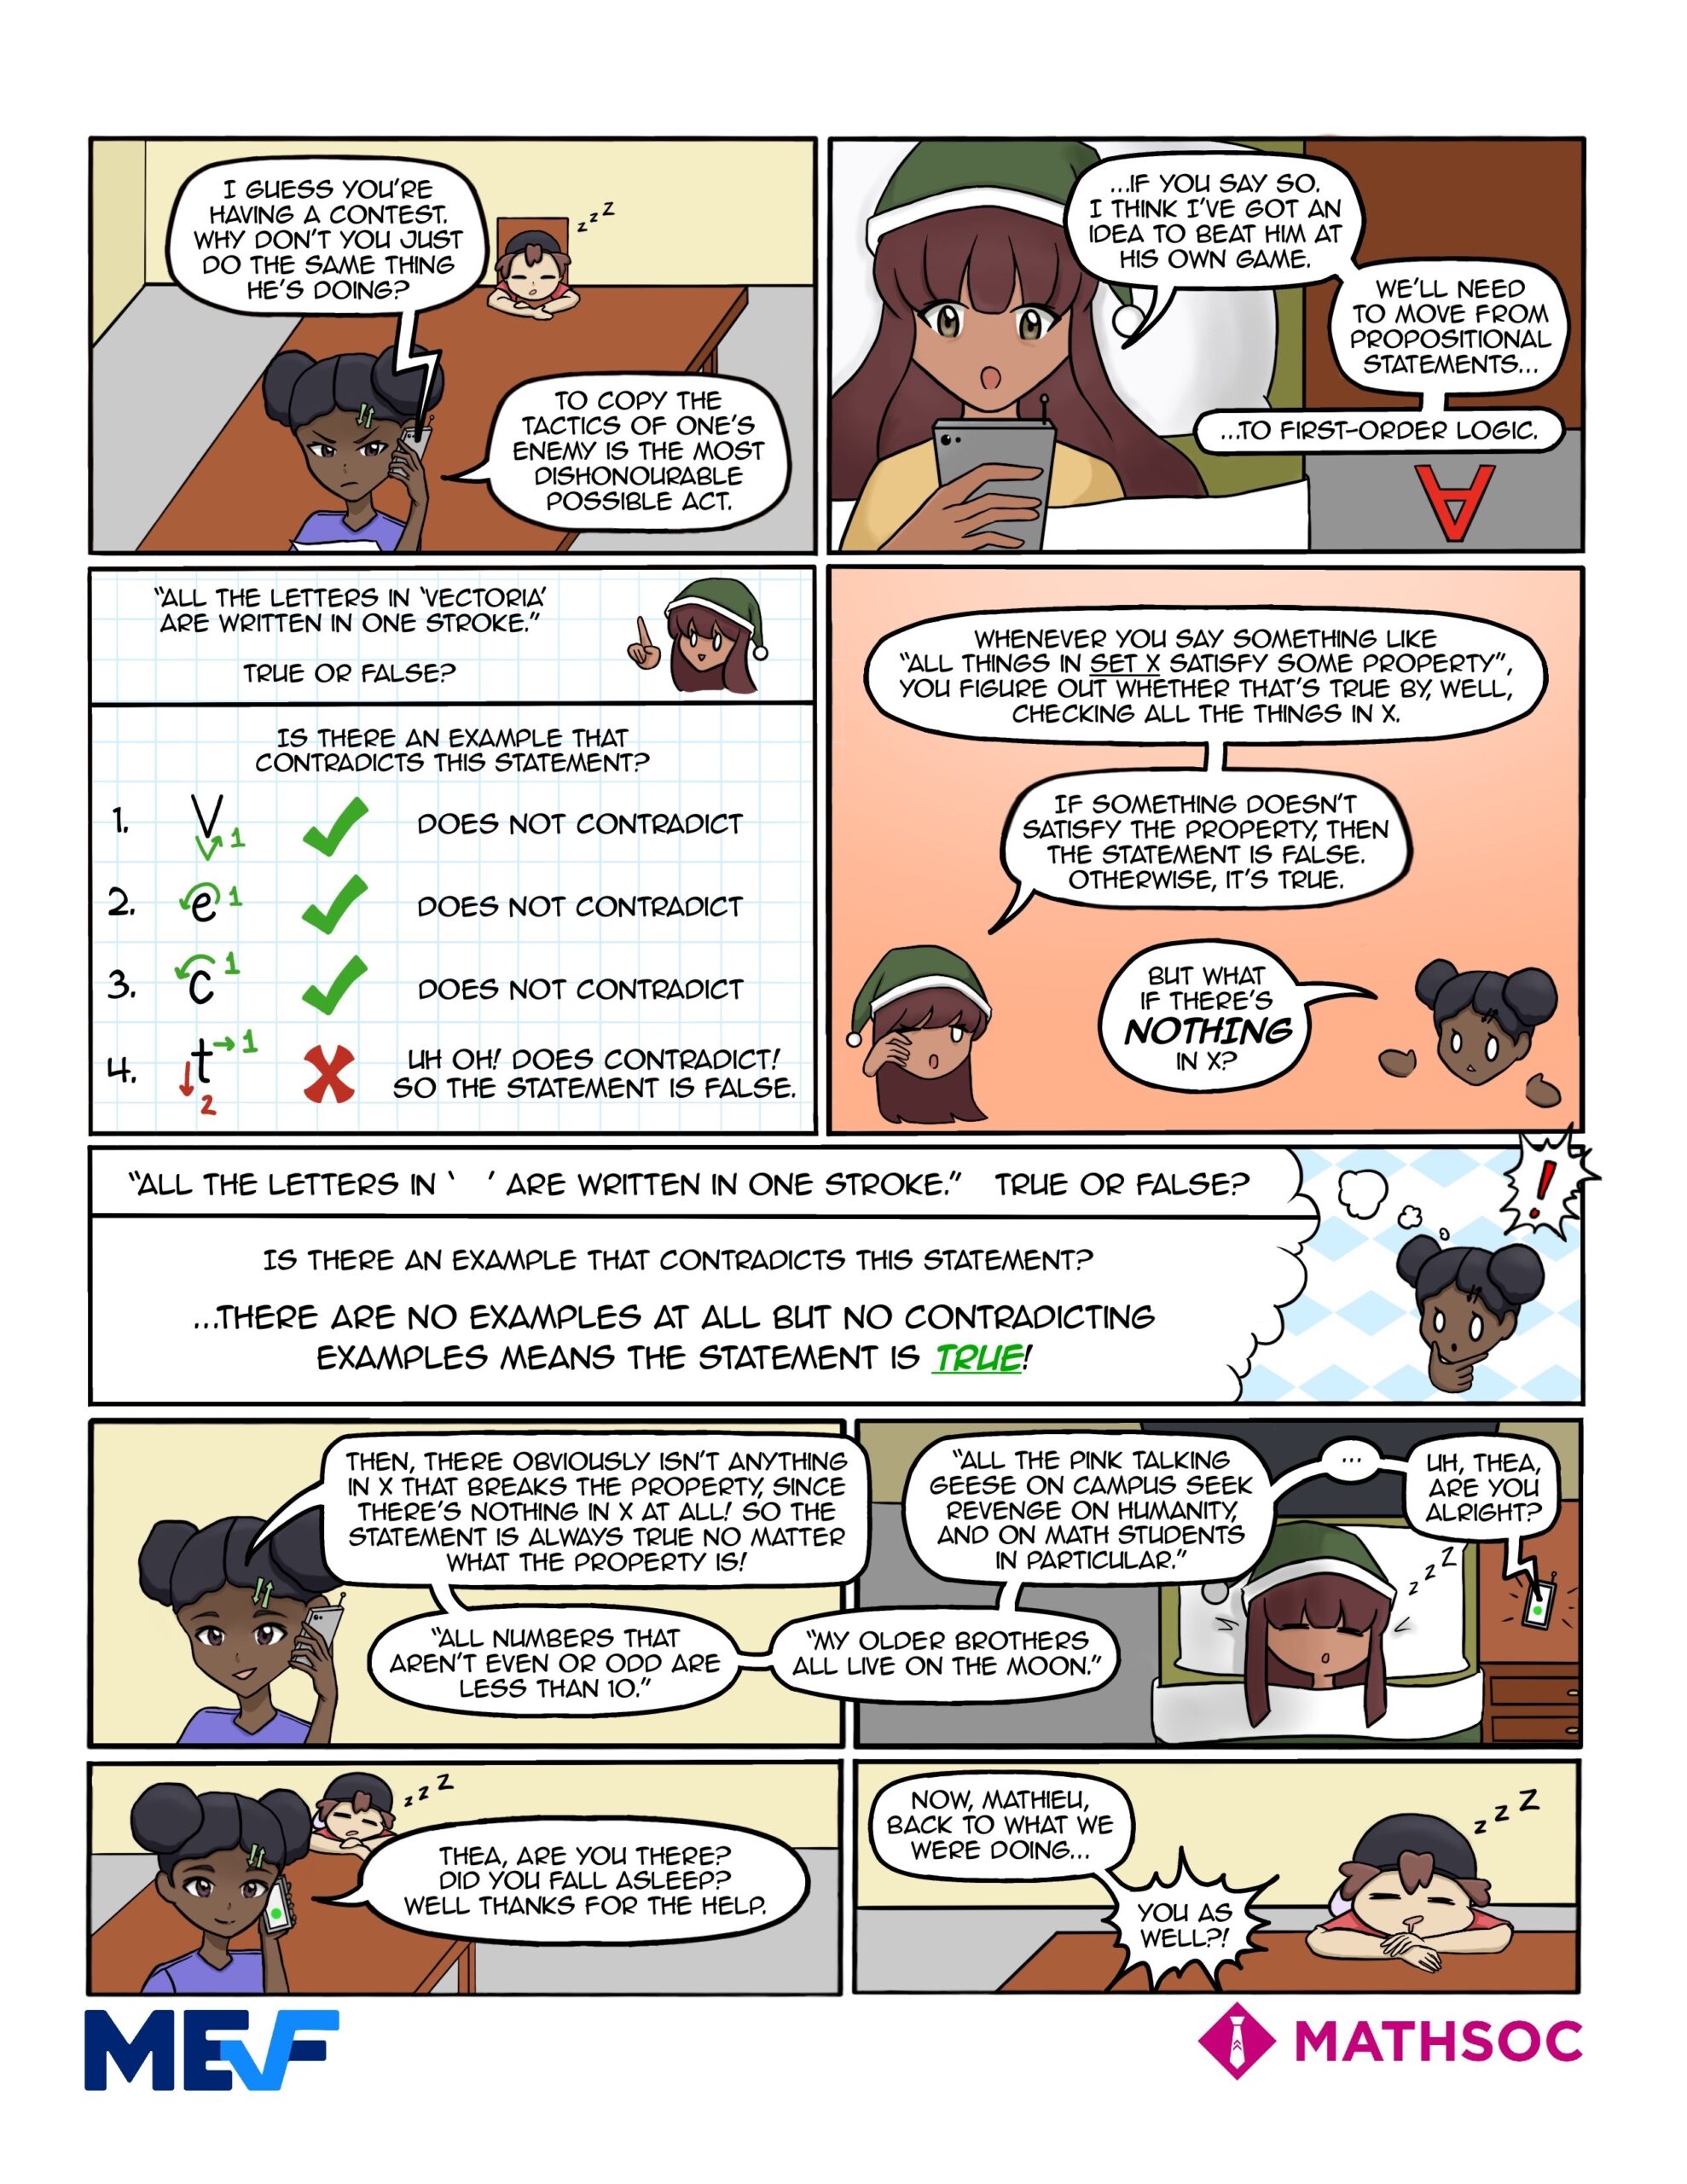 I GUESS YOU'RE
HAVING A CONTEST.
WHY DON'T YOU JUST
DO THE SAME THING
HE'S DOING?
zzZ
TO COPY THE
TACTICS OF ONE'S
ENEMY IS THE MOST
DISHONOURABLE
POSSIBLE ACT.
...IF YOU SAY SO.
I THINK I'VE GOT AN
IDEA TO BEAT HIM AT
HIS OWN GAME.
WE'LL NEED
TO MOVE FROM
PROPOSITIONAL
STATEMENTS...
...TO FIRST-ORDER LOGIC.
∀
"ALL THE LETTERS IN 'VECTORIA'
ARE WRITTEN IN ONE STROKE."
TRUE OR FALSE?
IS THERE AN EXAMPLE THAT
CONTRADICTS THIS STATEMENT?
1. V 1 DOES NOT CONTRADICT
2. e 1 DOES NOT CONTRADICT
3. c 1 DOES NOT CONTRADICT
4. t 1 2 UH OH! DOES CONTRADICT!
SO THE STATEMENT IS FALSE.
WHENEVER YOU SAY SOMETHING LIKE
"ALL THINGS IN SET X SATISFY SOME PROPERTY",
YOU FIGURE OUT WHETHER THAT'S TRUE BY, WELL,
CHECKING ALL THE THINGS IN X.
IF SOMETHING DOESN'T
SATISFY THE PROPERTY, THEN
THE STATEMENT IS FALSE.
OTHERWISE, IT'S TRUE.
BUT WHAT
IF THERE'S
NOTHING
IN X?
"ALL THE LETTERS IN '  ' ARE WRITTEN IN ONE STROKE." TRUE OR FALSE?
!
IS THERE AN EXAMPLE THAT CONTRADICTS THIS STATEMENT?
...THERE ARE NO EXAMPLES AT ALL BUT NO CONTRADICTING
EXAMPLES MEANS THE STATEMENT IS TRUE!
THEN, THERE OBVIOUSLY ISN'T ANYTHING
IN X THAT BREAKS THE PROPERTY, SINCE
THERE'S NOTHING IN X AT ALL! SO THE
STATEMENT IS ALWAYS TRUE NO MATTER
WHAT THE PROPERTY IS!
"ALL NUMBERS THAT
AREN'T EVEN OR ODD ARE
LESS THAN 10."
"MY OLDER BROTHERS
ALL LIVE ON THE MOON."
"ALL THE PINK TALKING
GEESE ON CAMPUS SEEK
REVENGE ON HUMANITY,
AND ON MATH STUDENTS
IN PARTICULAR."
...
UH, THEA,
ARE YOU
ALRIGHT?
zzZ
zzZ
THEA, ARE YOU THERE?
DID YOU FALL ASLEEP?
WELL THANKS FOR THE HELP.
NOW, MATHIEU,
BACK TO WHAT WE
WERE DOING...
YOU AS
WELL?!
zzZ
MEF
MATHSOC